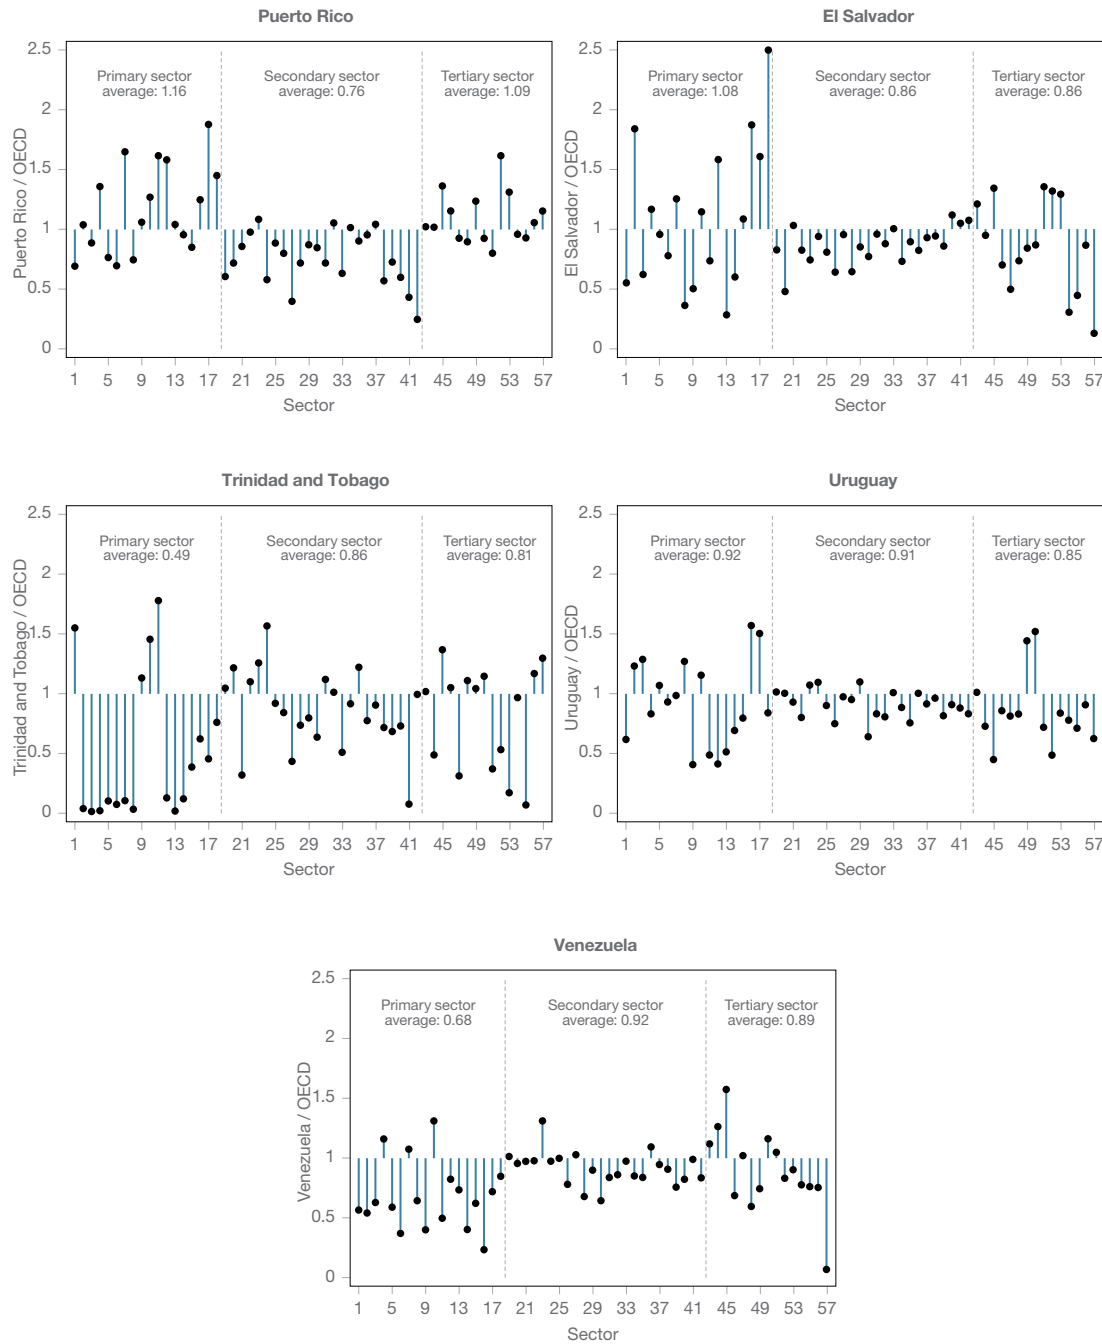 Puerto Rico
2.5
2
1.5
1
0.5
0
Puerto Rico / OECD
Primary sector
average: 1.16
Secondary sector
average: 0.76
Tertiary sector
average: 1.09
1 5 9 13 17 21 25 29 33 37 41 45 49 53 57
Sector
El Salvador
2.5
2
1.5
1
0.5
0
El Salvador / OECD
Primary sector
average: 1.08
Secondary sector
average: 0.86
Tertiary sector
average: 0.86
1 5 9 13 17 21 25 29 33 37 41 45 49 53 57
Sector
Trinidad and Tobago
2.5
2
1.5
1
0.5
0
Trinidad and Tobago / OECD
Primary sector
average: 0.49
Secondary sector
average: 0.86
Tertiary sector
average: 0.81
1 5 9 13 17 21 25 29 33 37 41 45 49 53 57
Sector
Uruguay
2.5
2
1.5
1
0.5
0
Uruguay / OECD
Primary sector
average: 0.92
Secondary sector
average: 0.91
Tertiary sector
average: 0.85
1 5 9 13 17 21 25 29 33 37 41 45 49 53 57
Sector
Venezuela
2.5
2
1.5
1
0.5
0
Venezuela / OECD
Primary sector
average: 0.68
Secondary sector
average: 0.92
Tertiary sector
average: 0.89
1 5 9 13 17 21 25 29 33 37 41 45 49 53 57
Sector